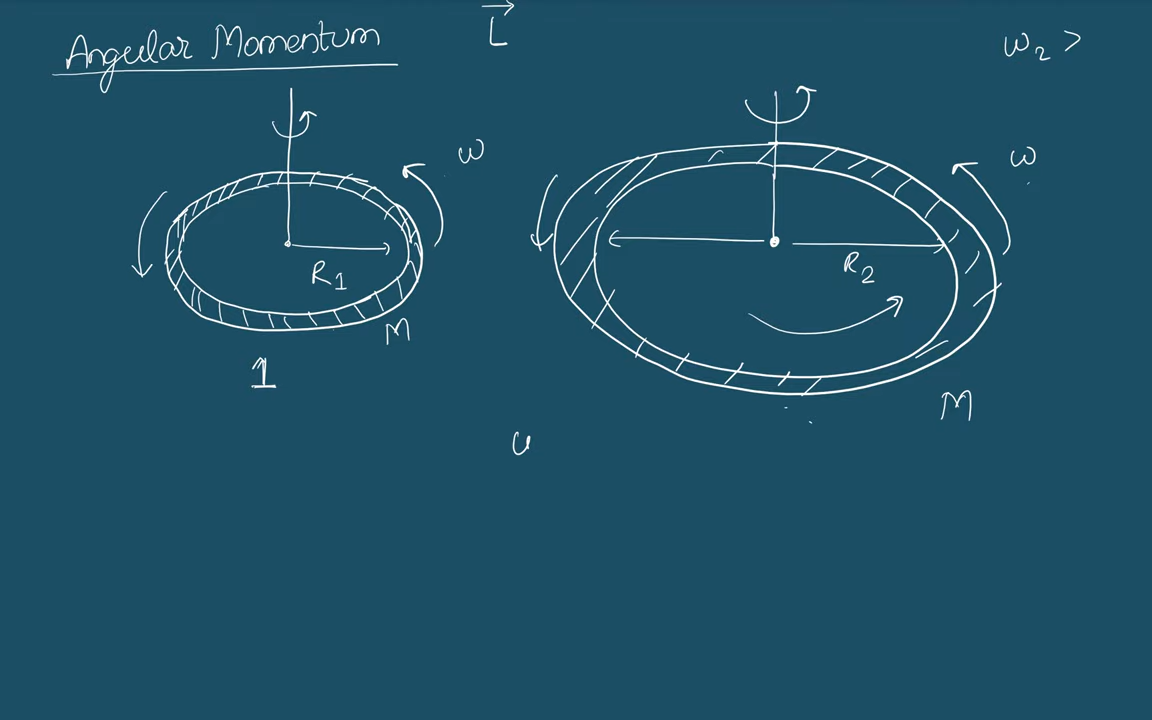 Angular Momentum
L
ω₂ >
ω
ω
R₁
R₂
M
1
M